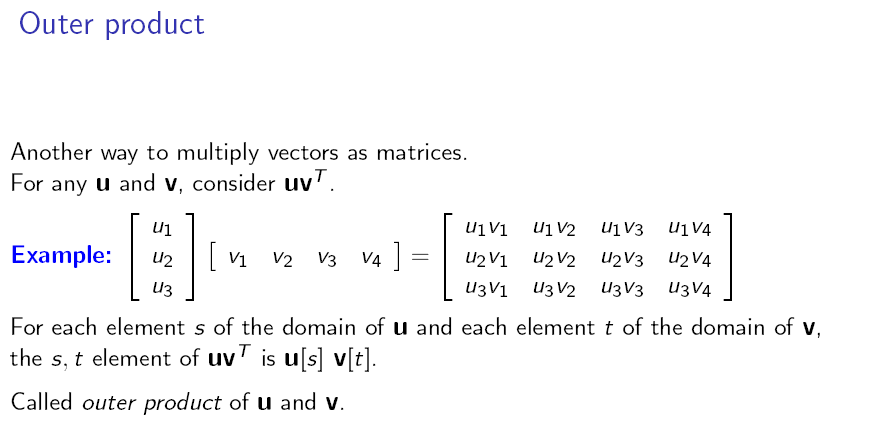 Outer product
Another way to multiply vectors as matrices.
For any u and v, consider uvᵀ.
Example: [ u₁ u₂ u₃ ] [ v₁ v₂ v₃ v₄ ] = [ u₁v₁ u₁v₂ u₁v₃ u₁v₄
u₂v₁ u₂v₂ u₂v₃ u₂v₄
u₃v₁ u₃v₂ u₃v₃ u₃v₄ ]
For each element s of the domain of u and each element t of the domain of v,
the s, t element of uvᵀ is u[s] v[t].
Called outer product of u and v.